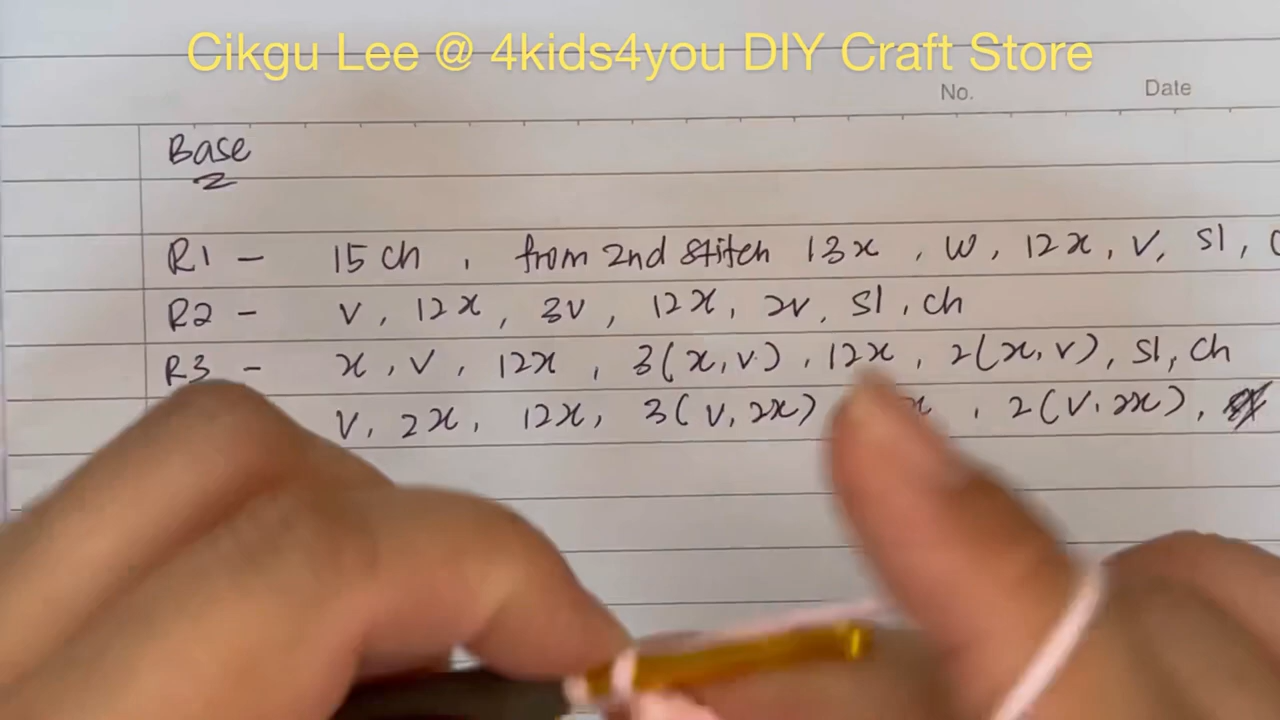 Cikgu Lee @ 4kids4you DIY Craft Store
No. Date
Base
R1 - 15 ch , from 2nd stitch 13x , W , 12x , V , sl ,
R2 - V , 12x , 3V , 12x , 2V , sl , ch
R3 - x , V , 12x , 3(x,V) , 12x , 2(x,V) , sl , ch
V , 2x , 12x , 3(V,2x) x , 2(V,2x) ,